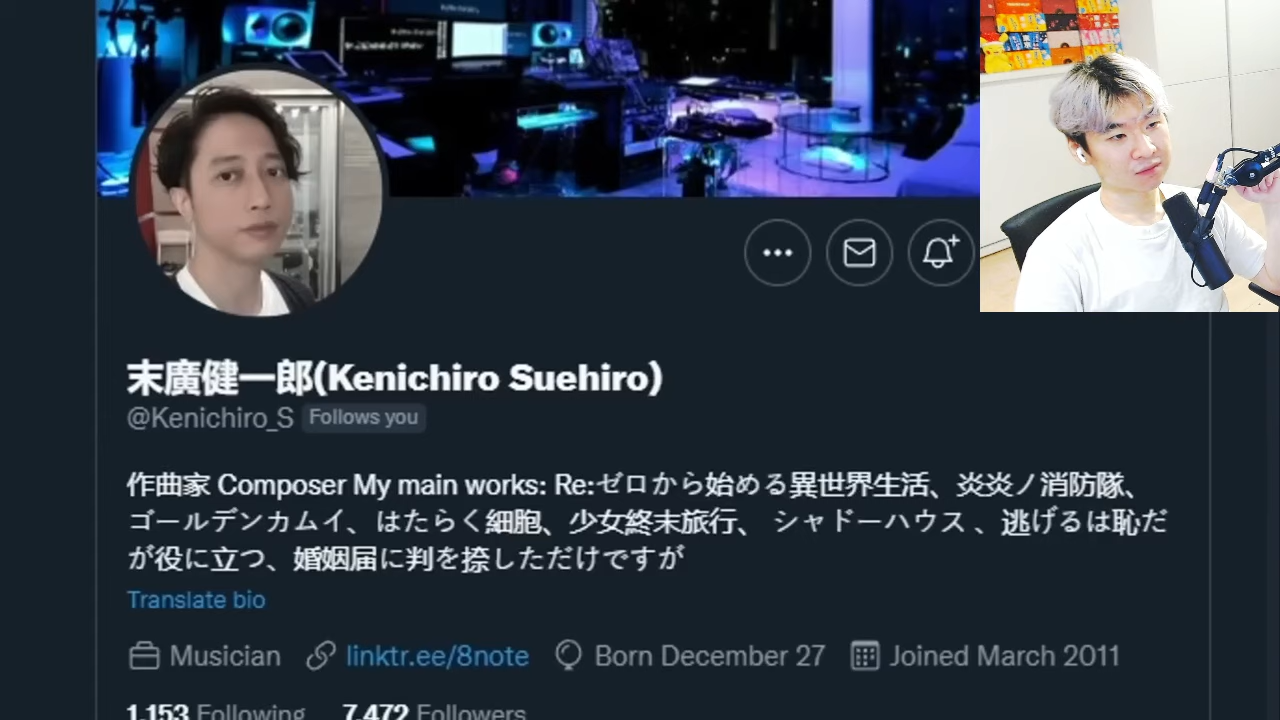 末廣健一郎(Kenichiro Suehiro)
@Kenichiro_S Follows you
作曲家 Composer My main works: Re:ゼロから始める異世界生活、炎炎ノ消防隊、
ゴールデンカムイ、はたらく細胞、少女終末旅行、 シャドーハウス 、逃げるは恥だ
が役に立つ、婚姻届に判を捺しただけですが
Translate bio
Musician linktr.ee/8note Born December 27 Joined March 2011
1,153 Following 7,472 Followers